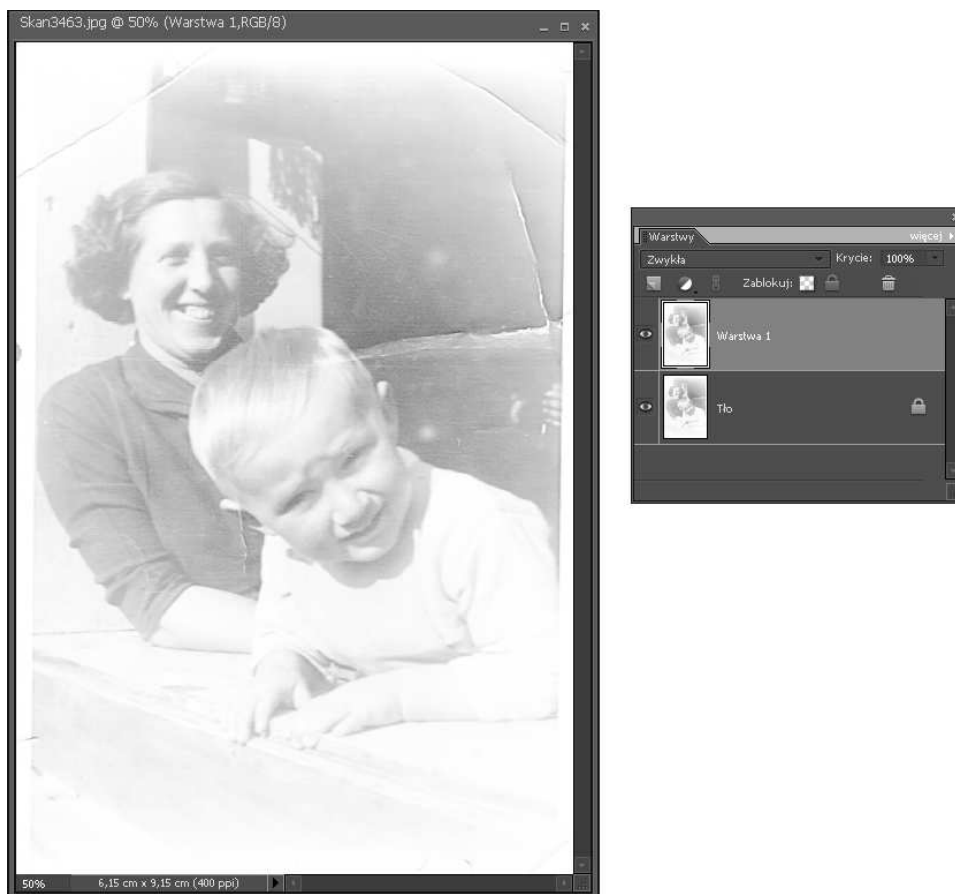 Skan3463.jpg @ 50% (Warstwa 1,RGB/8)
50% 6,15 cm x 9,15 cm (400 ppi)
Warstwy więcej
Zwykła Krycie: 100%
Zablokuj:
Warstwa 1
Tło